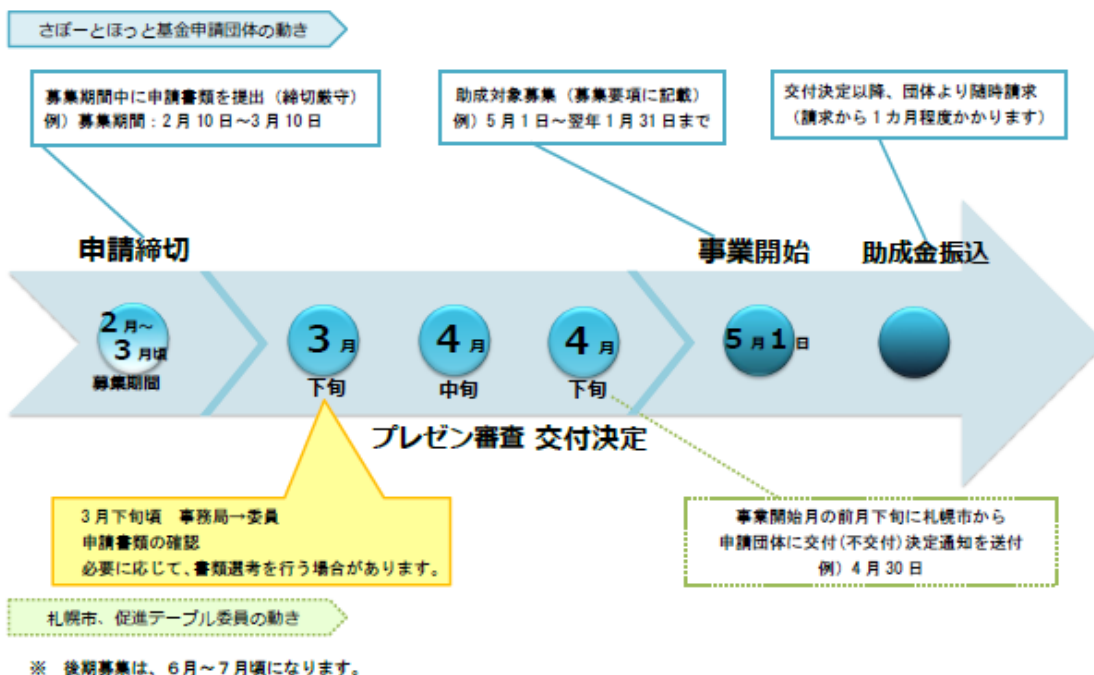 さぽーとほっと基金申請団体の動き
募集期間中に申請書類を提出（締切厳守）
例）募集期間：2月10日～3月10日
助成対象募集（募集要項に記載）
例）5月1日～翌年1月31日まで
交付決定以降、団体より随時請求
（請求から1カ月程度かかります）
申請締切
事業開始
助成金振込
2月～
3月頃
募集期間
3月
下旬
4月
中旬
4月
下旬
5月1日
プレゼン審査 交付決定
3月下旬頃　事務局→委員
申請書類の確認
必要に応じて、書類選考を行う場合があります。
事業開始月の前月下旬に札幌市から
申請団体に交付(不交付)決定通知を送付
例）4月30日
札幌市、促進テーブル委員の動き
※　後期募集は、6月～7月頃になります。